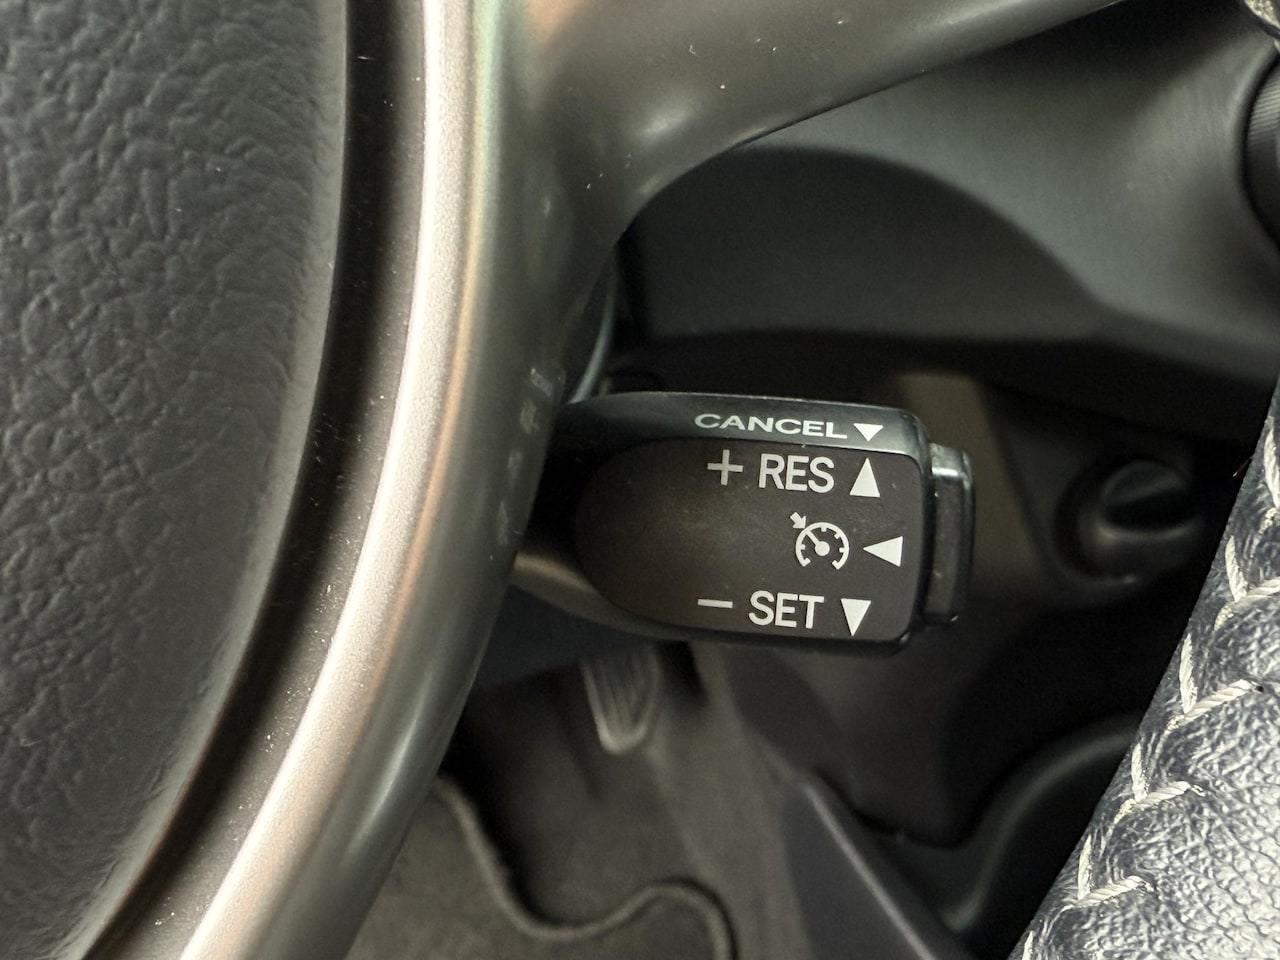 CANCEL ▼
+ RES ▲
◀
− SET ▼